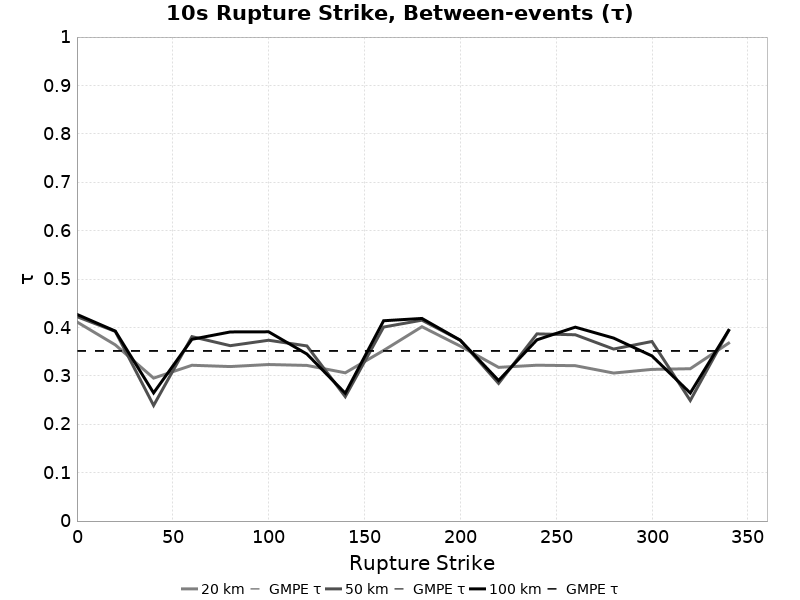 10s Rupture Strike, Between-events (τ)
1
0.9
0.8
0.7
0.6
0.5
τ
0.4
0.3
0.2
0.1
0
0 50 100 150 200 250 300 350
Rupture Strike
20 km GMPE τ 50 km GMPE τ 100 km GMPE τ